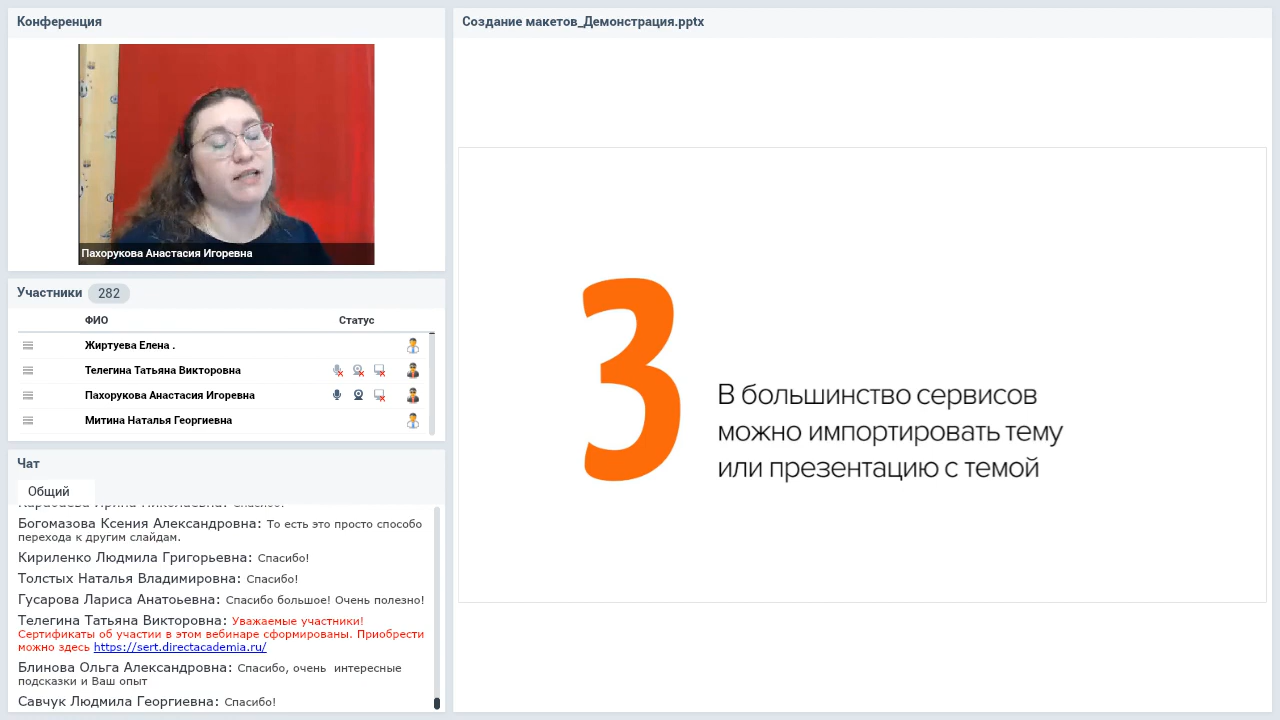 Конференция
Пахорукова Анастасия Игоревна
Участники 282
ФИО Статус
Жиртуева Елена .
Телегина Татьяна Викторовна
Пахорукова Анастасия Игоревна
Митина Наталья Георгиевна
Чат
Общий
Богомазова Ксения Александровна: То есть это просто способо
перехода к другим слайдам.
Кириленко Людмила Григорьевна: Спасибо!
Толстых Наталья Владимировна: Спасибо!
Гусарова Лариса Анатоьевна: Спасибо большое! Очень полезно!
Телегина Татьяна Викторовна: Уважаемые участники!
Сертификаты об участии в этом вебинаре сформированы. Приобрести
можно здесь https://sert.directacademia.ru/
Блинова Ольга Александровна: Спасибо, очень интересные
подсказки и Ваш опыт
Савчук Людмила Георгиевна: Спасибо!
Создание макетов_Демонстрация.pptx
3
В большинство сервисов
можно импортировать тему
или презентацию с темой